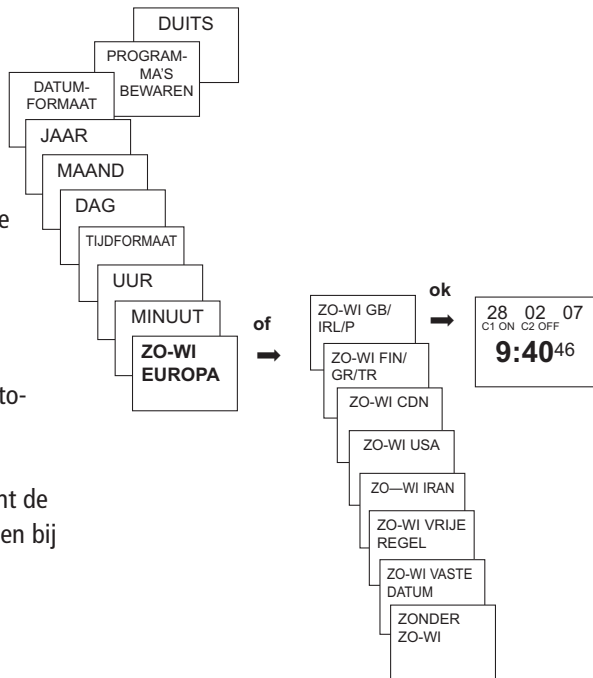 DUITS
PROGRAM-
MA'S
BEWAREN
DATUM-
FORMAAT
JAAR
MAAND
DAG
e
TIJDFORMAAT
UUR
MINUUT
ZO-WI
EUROPA
to-
nt de
en bij
of
ZO-WI GB/
IRL/P
ZO-WI FIN/
GR/TR
ZO-WI CDN
ZO-WI USA
ZO—WI IRAN
ZO-WI VRIJE
REGEL
ZO-WI VASTE
DATUM
ZONDER
ZO-WI
ok
28 02 07
C1 ON C2 OFF
9:40 46